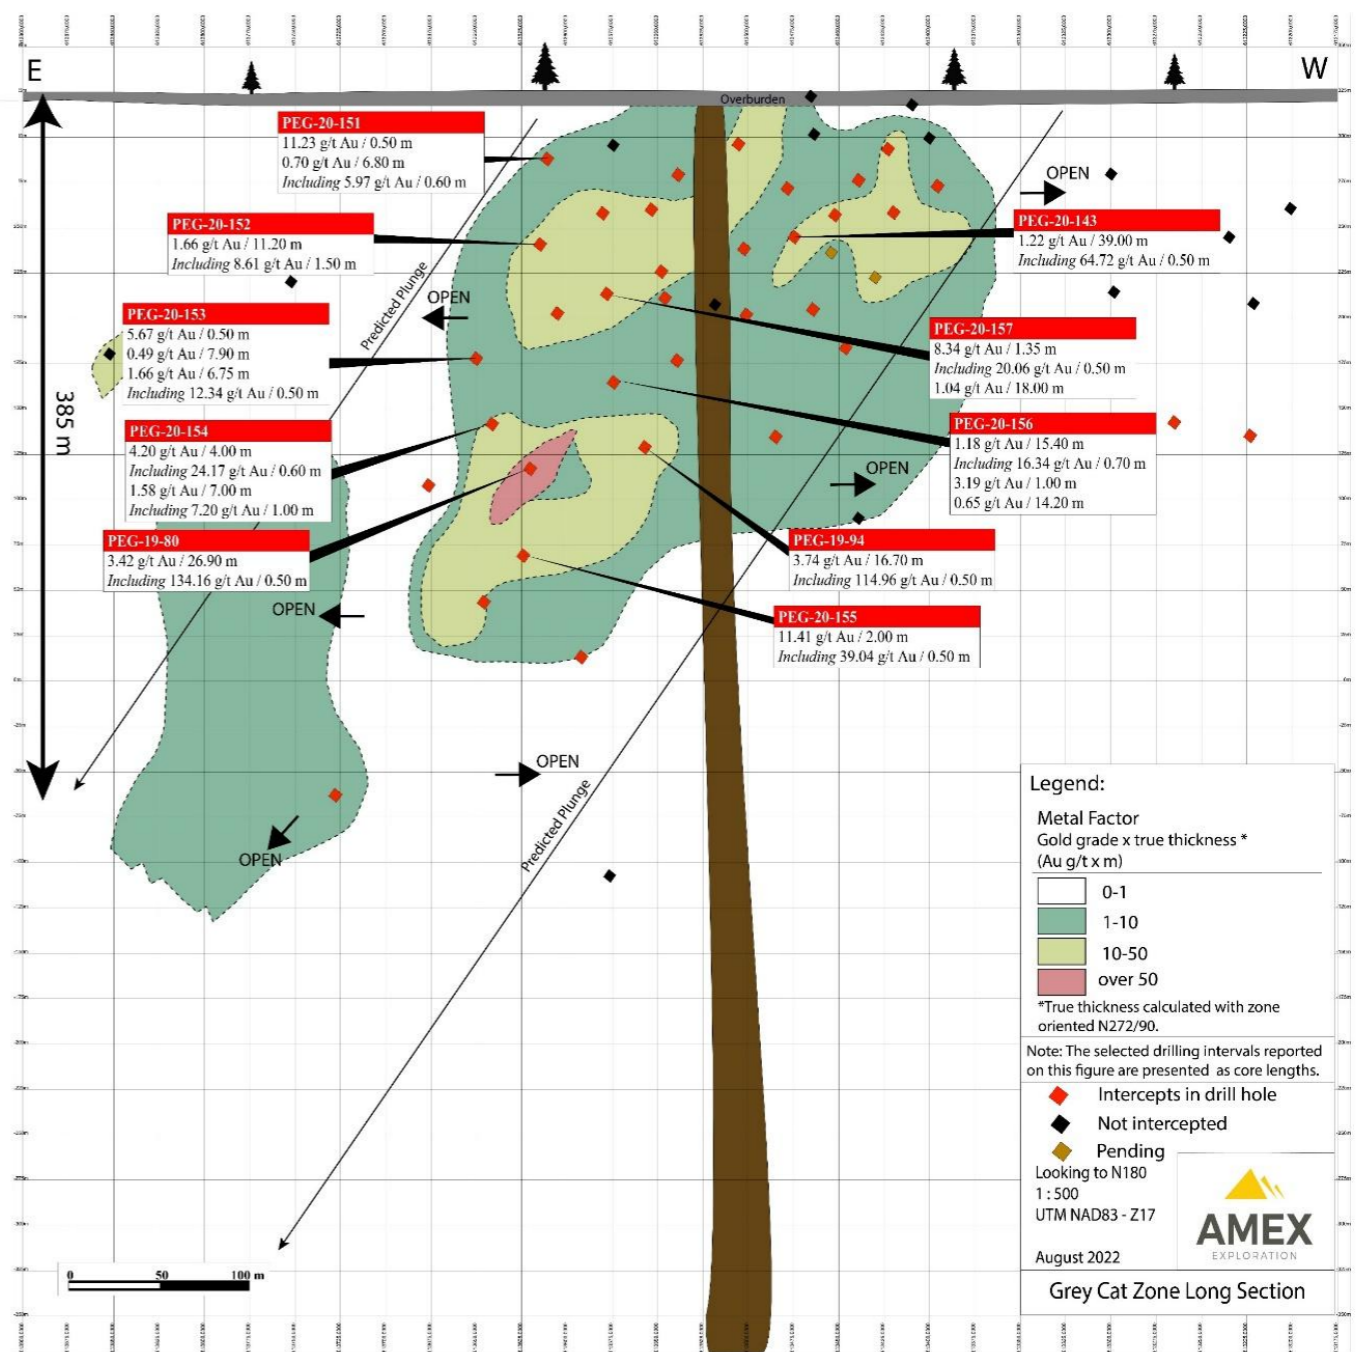 E
W
Overburden
PEG-20-151
11.23 g/t Au / 0.50 m
0.70 g/t Au / 6.80 m
Including 5.97 g/t Au / 0.60 m
OPEN
PEG-20-152
1.66 g/t Au / 11.20 m
Including 8.61 g/t Au / 1.50 m
PEG-20-143
1.22 g/t Au / 39.00 m
Including 64.72 g/t Au / 0.50 m
Predicted Plunge
OPEN
PEG-20-153
5.67 g/t Au / 0.50 m
0.49 g/t Au / 7.90 m
1.66 g/t Au / 6.75 m
Including 12.34 g/t Au / 0.50 m
PEG-20-157
8.34 g/t Au / 1.35 m
Including 20.06 g/t Au / 0.50 m
1.04 g/t Au / 18.00 m
385 m
PEG-20-154
4.20 g/t Au / 4.00 m
Including 24.17 g/t Au / 0.60 m
1.58 g/t Au / 7.00 m
Including 7.20 g/t Au / 1.00 m
PEG-20-156
1.18 g/t Au / 15.40 m
Including 16.34 g/t Au / 0.70 m
3.19 g/t Au / 1.00 m
0.65 g/t Au / 14.20 m
OPEN
PEG-19-80
3.42 g/t Au / 26.90 m
Including 134.16 g/t Au / 0.50 m
PEG-19-94
3.74 g/t Au / 16.70 m
Including 114.96 g/t Au / 0.50 m
OPEN
PEG-20-155
11.41 g/t Au / 2.00 m
Including 39.04 g/t Au / 0.50 m
OPEN
Predicted Plunge
OPEN
Legend:
Metal Factor
Gold grade x true thickness *
(Au g/t x m)
0-1
1-10
10-50
over 50
*True thickness calculated with zone
oriented N272/90.
Note: The selected drilling intervals reported
on this figure are presented as core lengths.
Intercepts in drill hole
Not intercepted
Pending
Looking to N180
1 : 500
UTM NAD83 - Z17
August 2022
AMEX
EXPLORATION
Grey Cat Zone Long Section
0 50 100 m